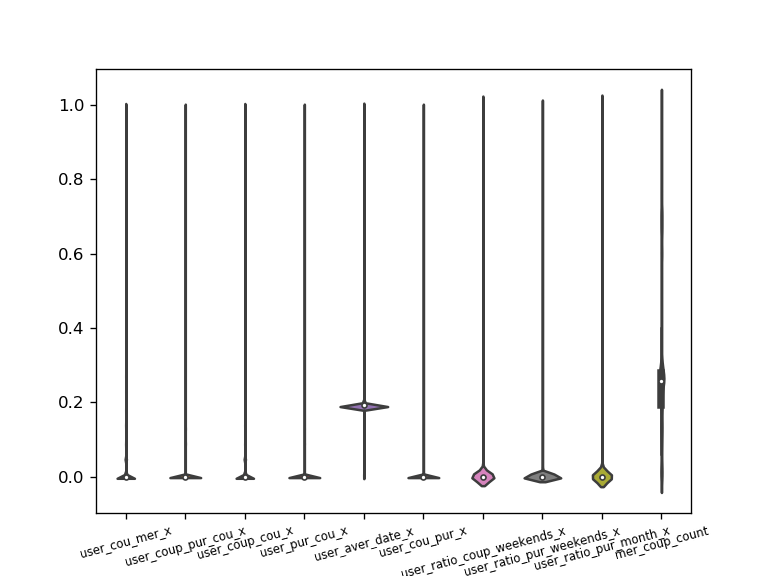 1.0
0.8
0.6
0.4
0.2
0.0
user_cou_mer_x
user_coup_pur_cou_x
user_coup_cou_x
user_pur_cou_x
user_aver_date_x
user_cou_pur_x
user_ratio_coup_weekends_x
user_ratio_pur_weekends_x
user_ratio_pur_month_x
mer_coup_count